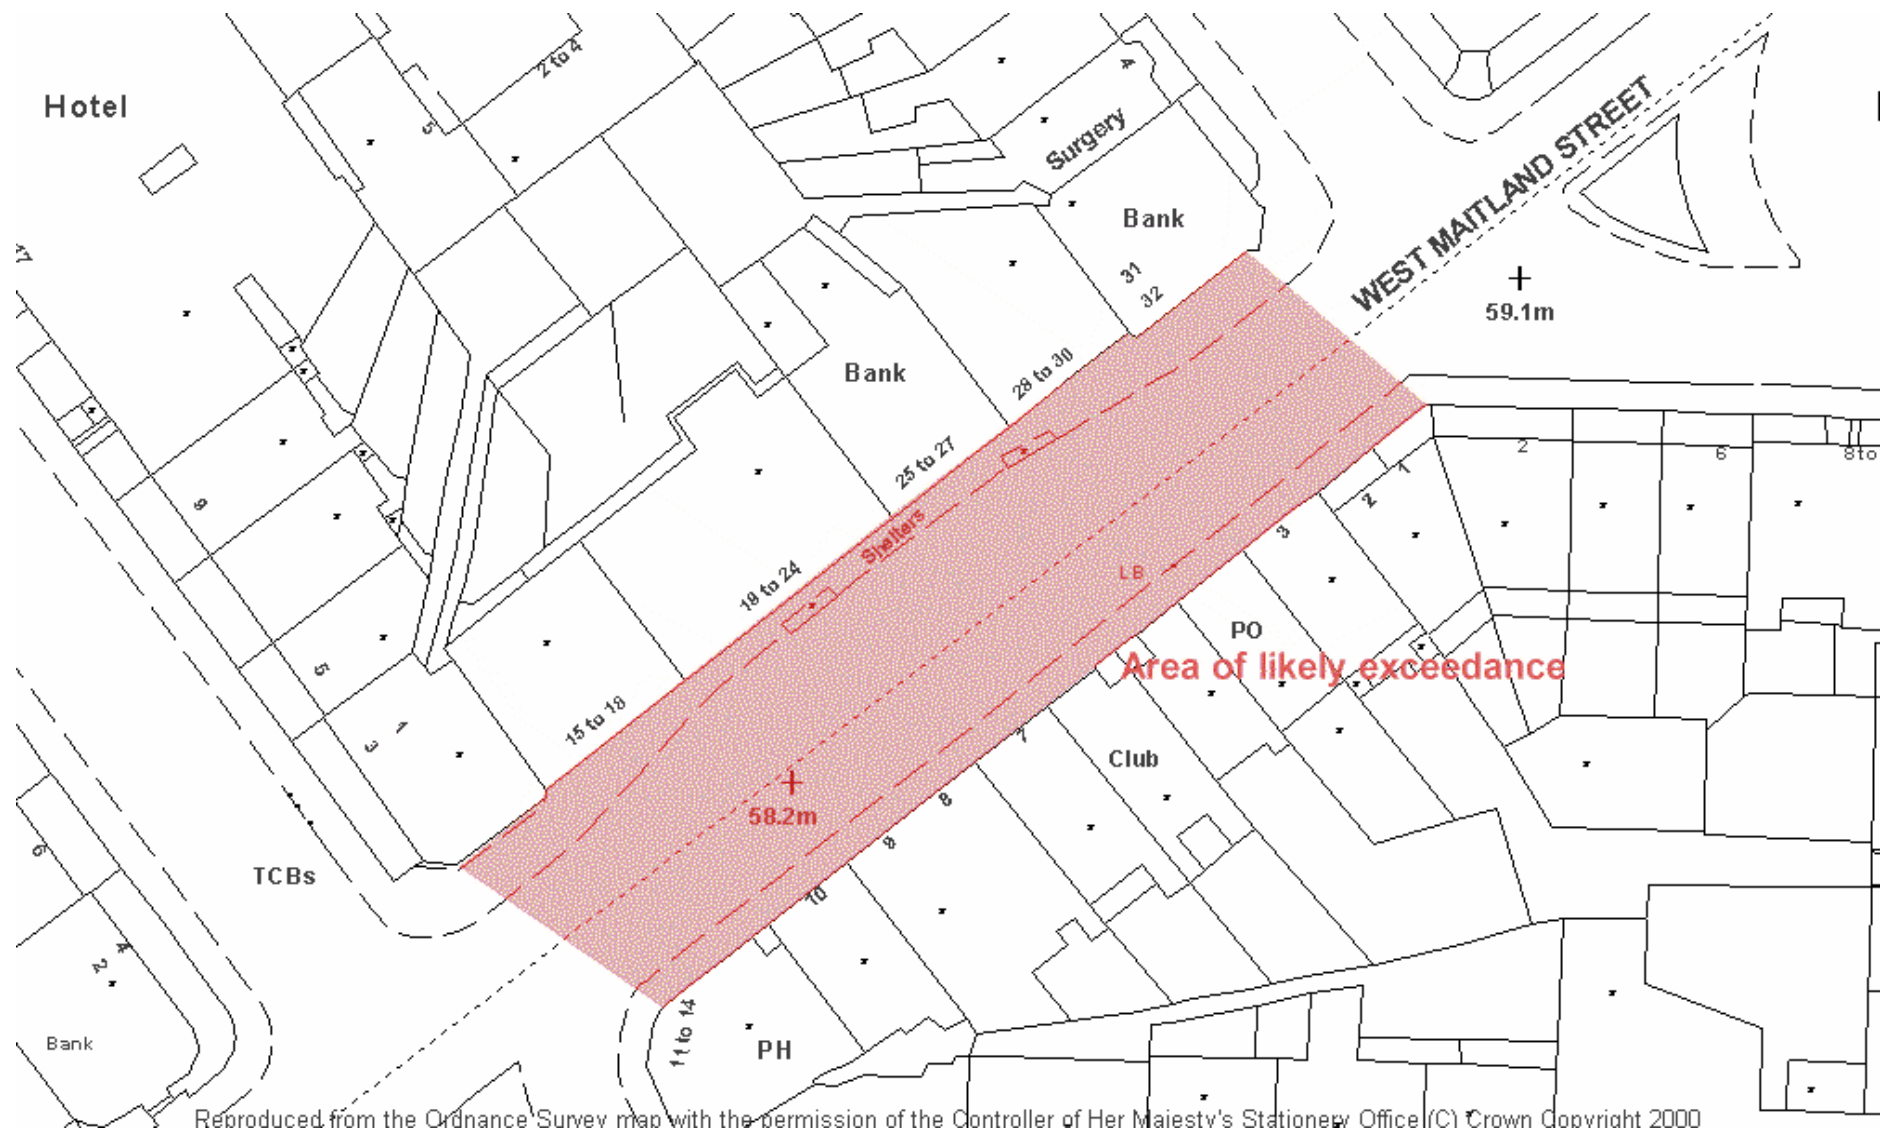 2 to 4
4
Hotel
5
Surgery
WEST MAITLAND STREET
Bank
31
32
59.1m
Bank
28 to 30
25 to 27
2
6
8to
1
2
9
Shelters
3
18 to 24
LB
PO
Area of likely exceedance
5
15 to 18
7
Club
1
3
58.2m
8
9
6
TCBs
10
4
2
11 to 14
Bank
PH
Reproduced from the Ordnance Survey map with the permission of the Controller of Her Majesty's Stationery Office (C) Crown Copyright 2000